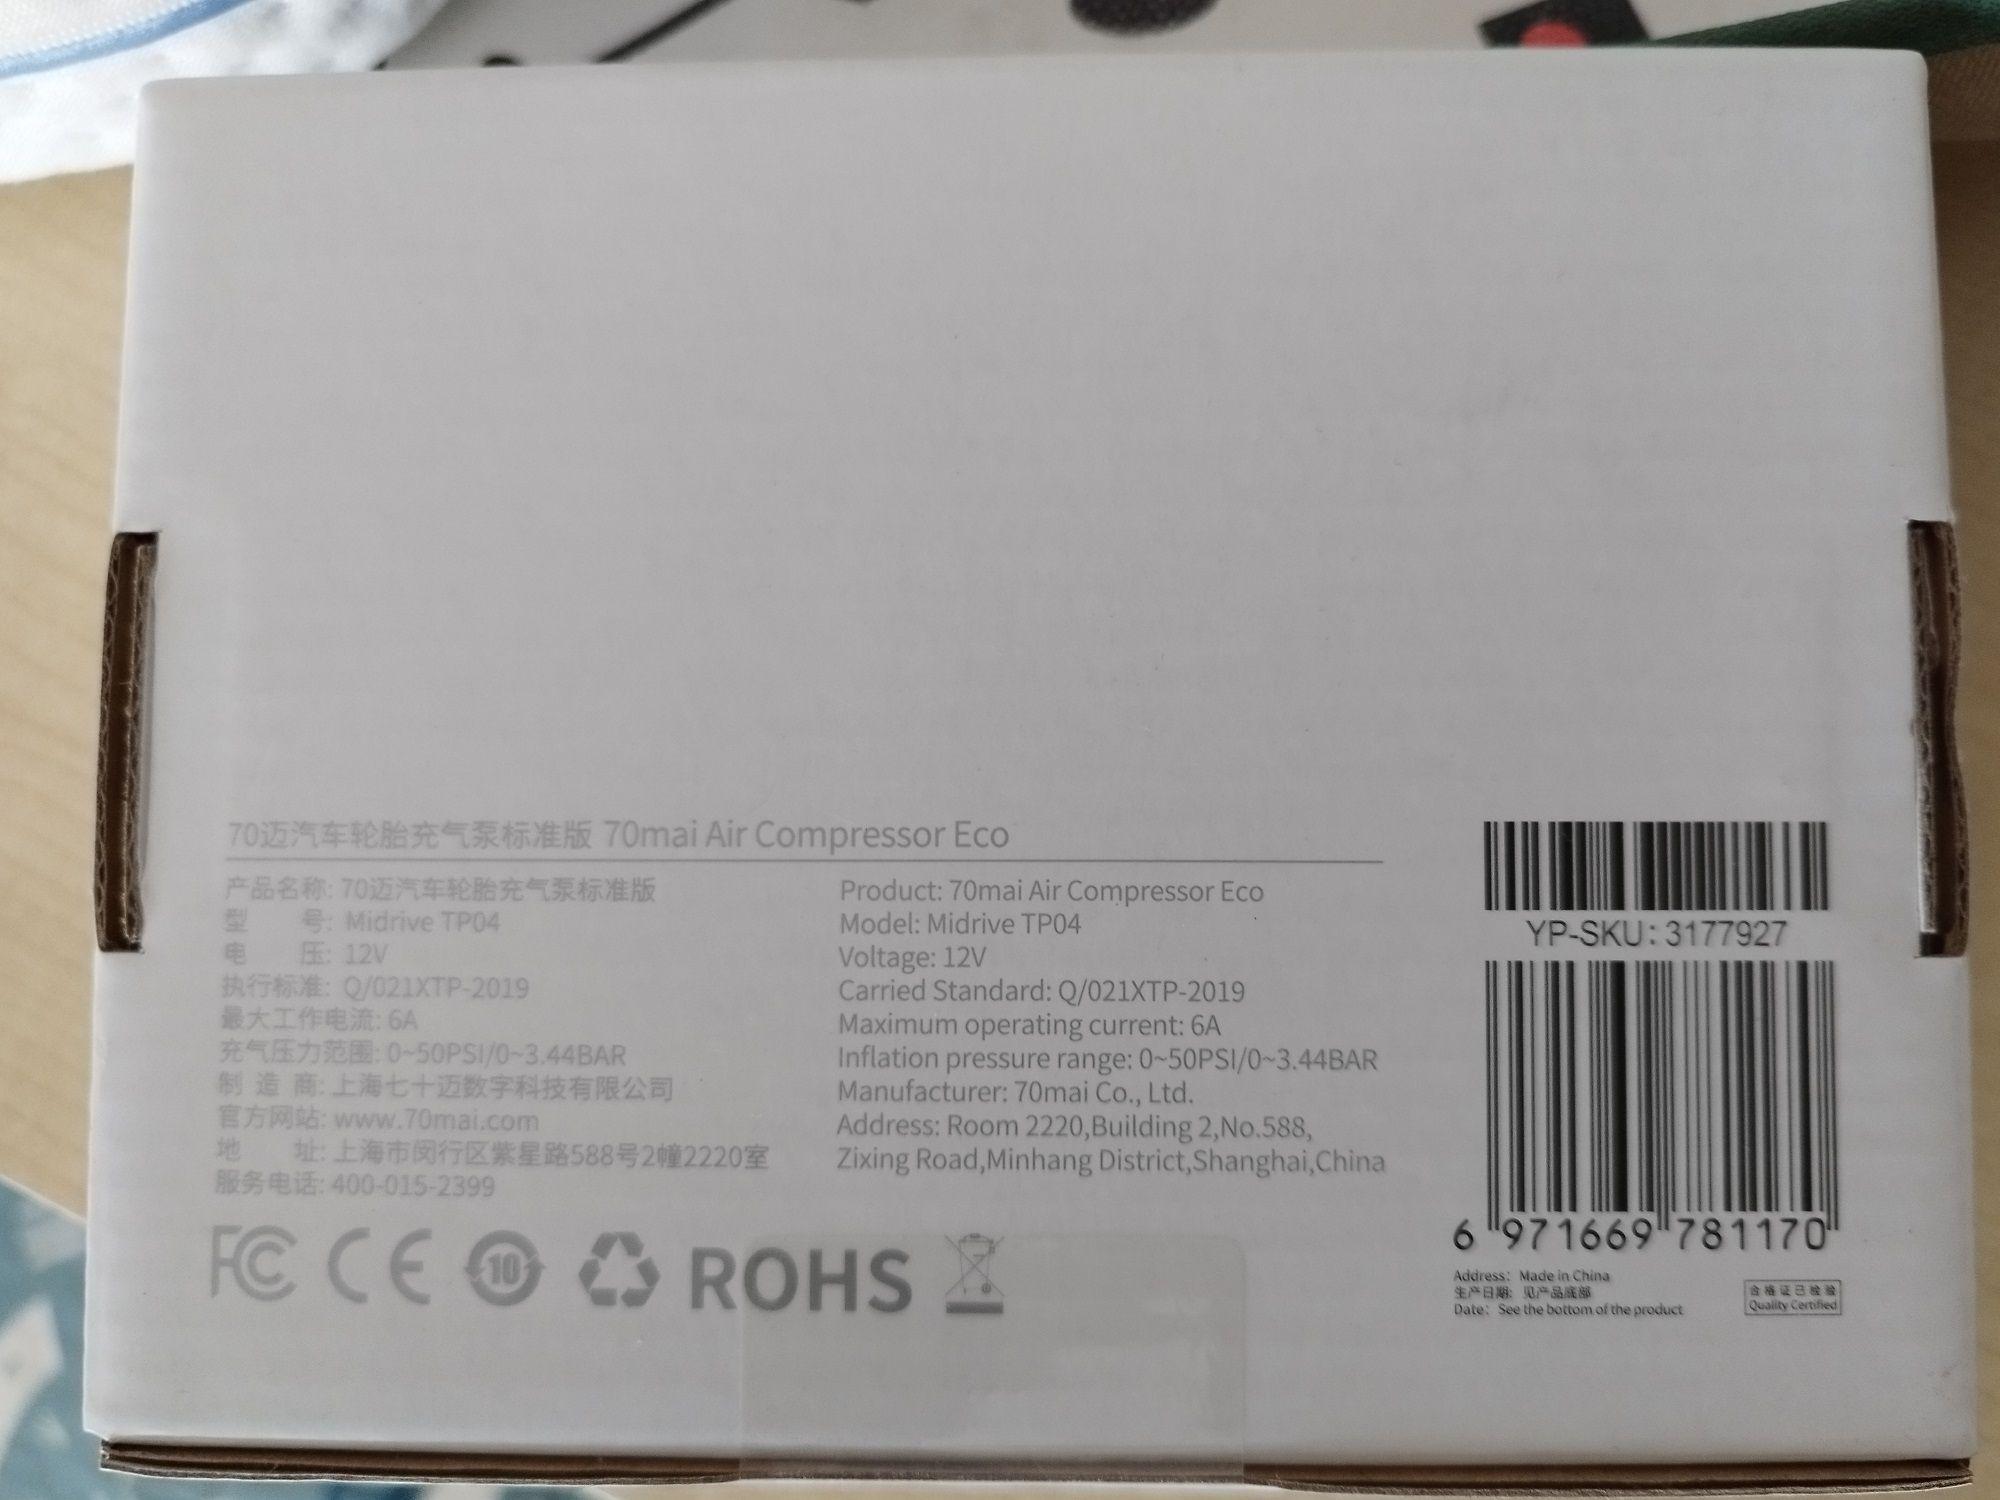 70迈汽车轮胎充气泵标准版 70mai Air Compressor Eco
产品名称: 70迈汽车轮胎充气泵标准版
型 号: Midrive TP04
电 压: 12V
执行标准: Q/021XTP-2019
最大工作电流: 6A
充气压力范围: 0~50PSI/0~3.44BAR
制 造 商: 上海七十迈数字科技有限公司
官方网站: www.70mai.com
地 址: 上海市闵行区紫星路588号2幢2220室
服务电话: 400-015-2399
Product: 70mai Air Compressor Eco
Model: Midrive TP04
Voltage: 12V
Carried Standard: Q/021XTP-2019
Maximum operating current: 6A
Inflation pressure range: 0~50PSI/0~3.44BAR
Manufacturer: 70mai Co., Ltd.
Address: Room 2220,Building 2,No.588,
Zixing Road,Minhang District,Shanghai,China
FC CE 10 ROHS
YP-SKU: 3177927
6 971669 781170
Address: Made in China
生产日期: 见产品底部
Date: See the bottom of the product
合格证已检验
Quality Certified